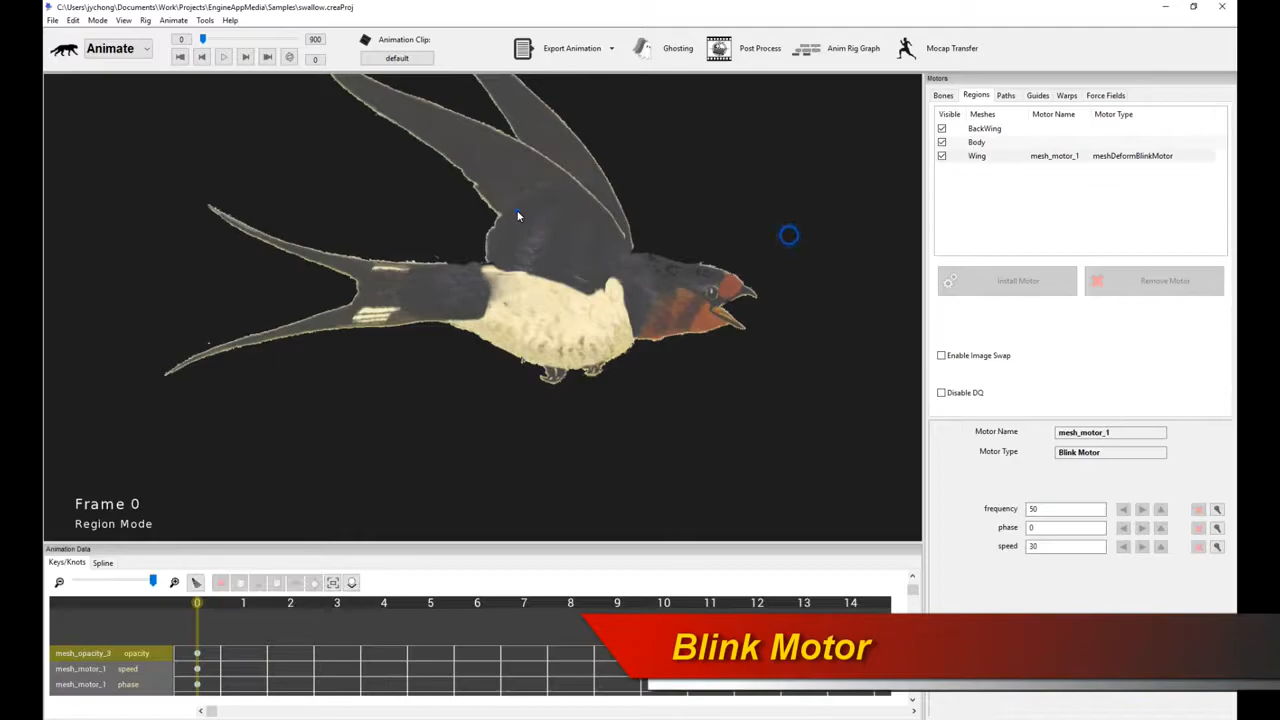 C:\Users\jychong\Documents\Work\Projects\EngineAppMedia\Samples\swallow.creaProj
File Edit Mode View Rig Animate Tools Help
Animate
0 900
0
Animation Clip:
default
Export Animation
Ghosting
Post Process
Anim Rig Graph
Mocap Transfer
Motors
Bones Regions Paths Guides Warps Force Fields
Visible Meshes Motor Name Motor Type
BackWing
Body
Wing mesh_motor_1 meshDeformBlinkMotor
Install Motor Remove Motor
Enable Image Swap
Disable DQ
Motor Name mesh_motor_1
Motor Type Blink Motor
frequency 50
phase 0
speed 30
Frame 0
Region Mode
Animation Data
Keys/Knots Spline
0 1 2 3 4 5 6 7 8 9 10 11 12 13 14
mesh_opacity_3 opacity
mesh_motor_1 speed
mesh_motor_1 phase
Blink Motor